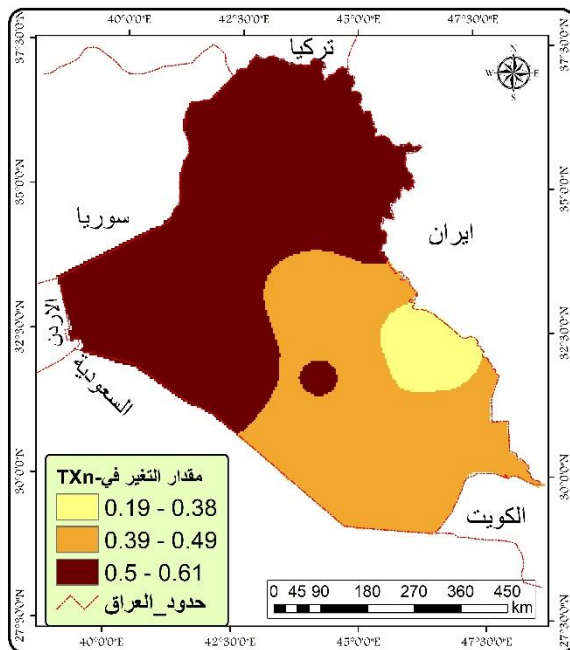 40°0'0"E 42°30'0"E 45°0'0"E 47°30'0"E
37°30'0"N 37°30'0"N
تركيا
N
W E
S
35°0'0"N 35°0'0"N
سوريا
ايران
32°30'0"N 32°30'0"N
الاردن
السعودية
30°0'0"N 30°0'0"N
الكويت
مقدار التغير في-TXn
0.19 - 0.38
0.39 - 0.49
0.5 - 0.61
حدود_العراق
0 45 90 180 270 360 450
km
27°30'0"N 27°30'0"N
40°0'0"E 42°30'0"E 45°0'0"E 47°30'0"E